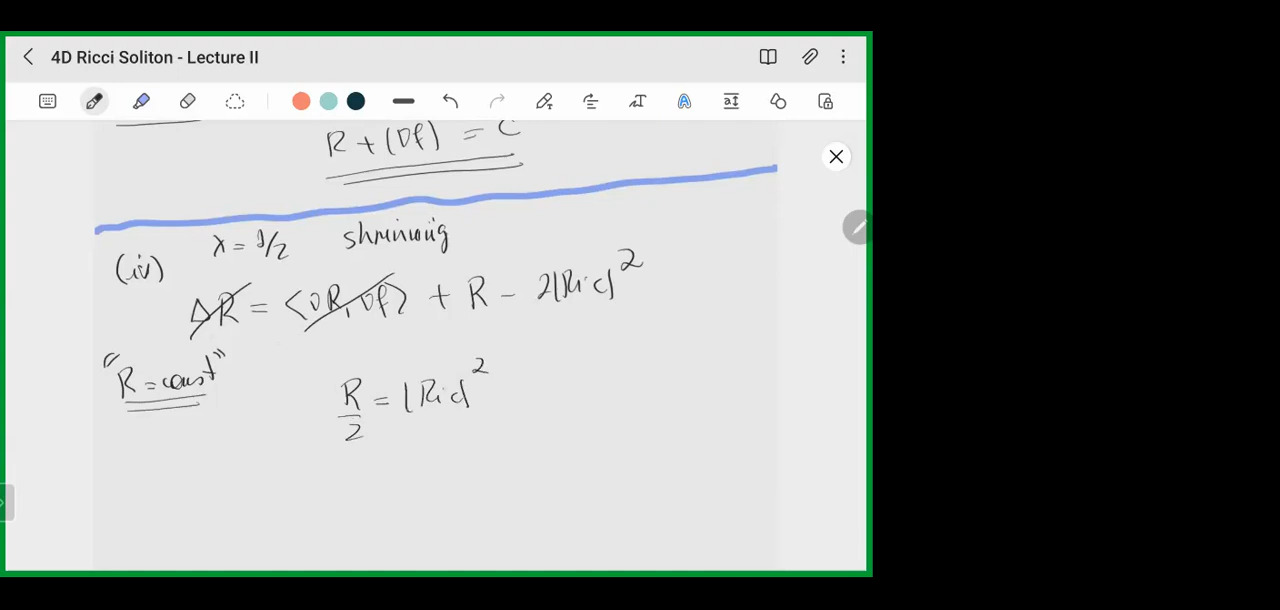 4D Ricci Soliton - Lecture II
R + (∇f) = C
λ = 1/2 shrinking
(iv)
ΔR = <∇R, ∇f> + R - 2|Ric|²
"R = const"
R/2 = |Ric|²